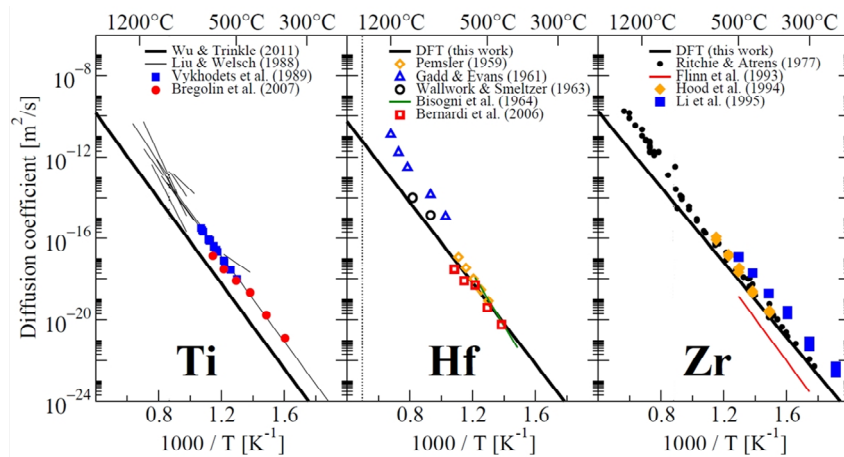 1200°C 500°C 300°C
Wu & Trinkle (2011)
Liu & Welsch (1988)
Vykhodets et al. (1989)
Bregolin et al. (2007)
1200°C 500°C 300°C
DFT (this work)
Pemsler (1959)
Gadd & Evans (1961)
Wallwork & Smeltzer (1963)
Bisogni et al. (1964)
Bernardi et al. (2006)
1200°C 500°C 300°C
DFT (this work)
Ritchie & Atrens (1977)
Flinn et al. (1993)
Hood et al. (1994)
Li et al. (1995)
Diffusion coefficient [m²/s]
10⁻⁸
10⁻¹²
10⁻¹⁶
10⁻²⁰
10⁻²⁴
Ti
Hf
Zr
0.8 1.2 1.6
0.8 1.2 1.6
0.8 1.2 1.6
1000 / T [K⁻¹]
1000 / T [K⁻¹]
1000 / T [K⁻¹]